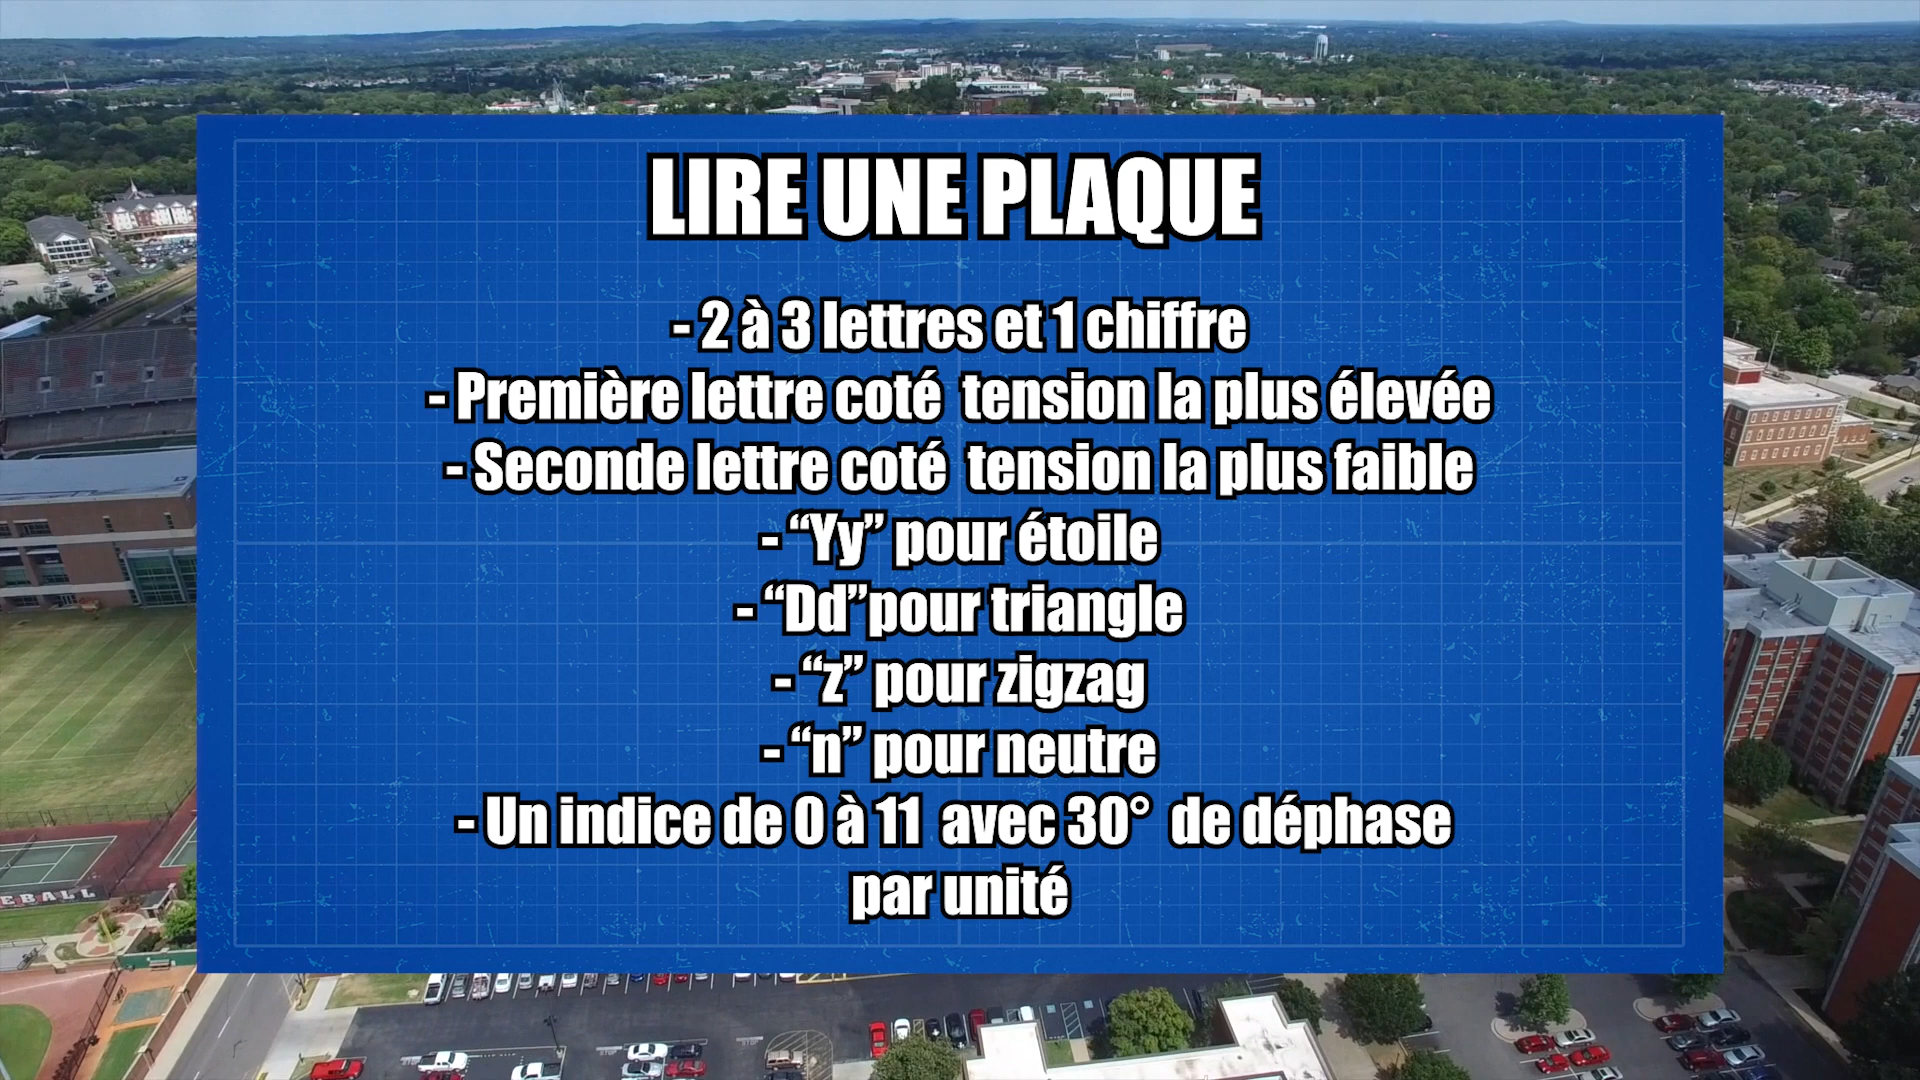 LIRE UNE PLAQUE
- 2 à 3 lettres et 1 chiffre
- Première lettre coté tension la plus élevée
- Seconde lettre coté tension la plus faible
- “Yy” pour étoile
- “Dd”pour triangle
- “z” pour zigzag
- “n” pour neutre
- Un indice de 0 à 11 avec 30° de déphase
par unité
EBALL